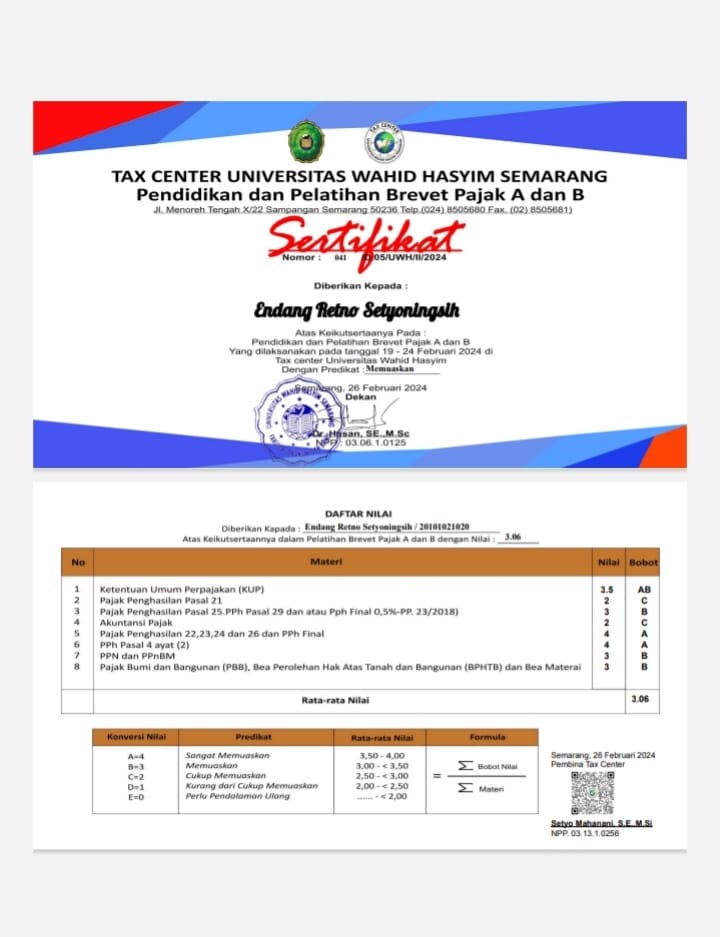 TAX CENTER UNIVERSITAS WAHID HASYIM SEMARANG
Pendidikan dan Pelatihan Brevet Pajak A dan B
Jl. Menoreh Tengah X/22 Sampangan Semarang 50236 Telp.(024) 8505680 Fax. (02) 8505681)
Sertifikat
Nomor : 041 /05/UWH/II/2024
Diberikan Kepada :
Endang Retno Setyoningsih
Atas Keikutsertaanya Pada :
Pendidikan dan Pelatihan Brevet Pajak A dan B
Yang dilaksanakan pada tanggal 19 - 24 Februari 2024 di
Tax center Universitas Wahid Hasyim
Dengan Predikat : Memuaskan
Semarang, 26 Februari 2024
Dekan
Dr. Hasan, SE.,M.Sc
NPP : 03.06.1.0125
DAFTAR NILAI
Diberikan Kapada : Endang Retno Setyoningsih / 20101021020
Atas Keikutsertaannya dalam Pelatihan Brevet Pajak A dan B dengan Nilai : 3.06
No Materi Nilai Bobot
1 Ketentuan Umum Perpajakan (KUP) 3.5 AB
2 Pajak Penghasilan Pasal 21 2 C
3 Pajak Penghasilan Pasal 25.PPh Pasal 29 dan atau Pph Final 0,5%-PP. 23/2018) 3 B
4 Akuntansi Pajak 2 C
5 Pajak Penghasilan 22,23,24 dan 26 dan PPh Final 4 A
6 PPh Pasal 4 ayat (2) 4 A
7 PPN dan PPnBM 3 B
8 Pajak Bumi dan Bangunan (PBB), Bea Perolehan Hak Atas Tanah dan Bangunan (BPHTB) dan Bea Materai 3 B
Rata-rata Nilai 3.06
Konversi Nilai Predikat Rata-rata Nilai Formula
A=4 Sangat Memuaskan 3,50 - 4,00
B=3 Memuaskan 3,00 - < 3,50
C=2 Cukup Memuaskan 2,50 - < 3,00
D=1 Kurang dari Cukup Memuaskan 2,00 - < 2,50
E=0 Perlu Pendalaman Ulang ...... - < 2,00
= ∑ Bobot Nilai
∑ Materi
Semarang, 26 Februari 2024
Pembina Tax Center
Setyo Mahanani, S.E.,M,Si
NPP. 03.13.1.0256